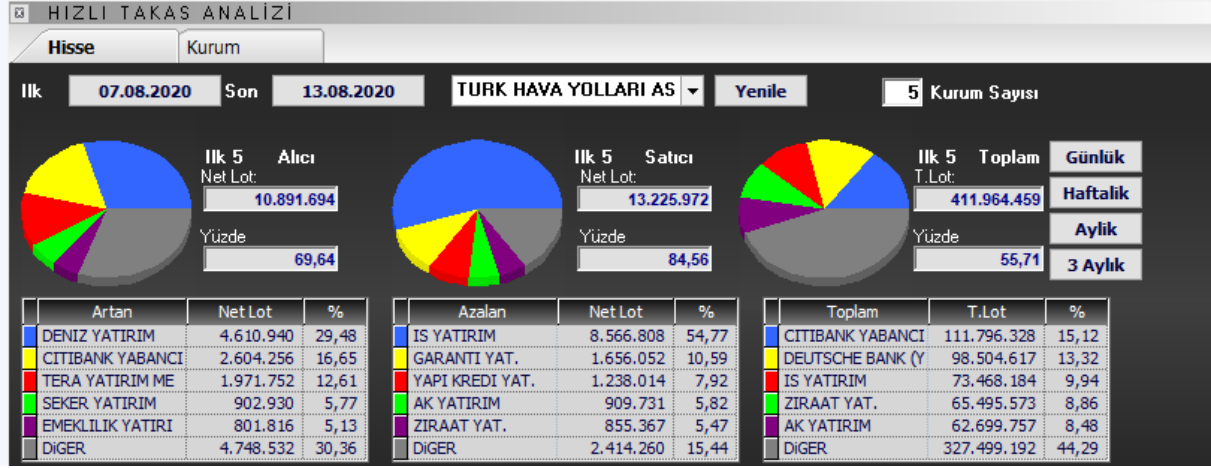 HIZLI TAKAS ANALİZİ
Hisse Kurum
Ilk 07.08.2020 Son 13.08.2020 TURK HAVA YOLLARI AS Yenile 5 Kurum Sayısı
Ilk 5 Alıcı Ilk 5 Satıcı Ilk 5 Toplam Günlük
Net Lot: Net Lot: T.Lot:
10.891.694 13.225.972 411.964.459 Haftalik
Yüzde Yüzde Yüzde Aylik
69,64 84,56 55,71 3 Aylık
Artan Net Lot % Azalan Net Lot % Toplam T.Lot %
DENIZ YATIRIM 4.610.940 29,48 IS YATIRIM 8.566.808 54,77 CITIBANK YABANCI 111.796.328 15,12
CITIBANK YABANCI 2.604.256 16,65 GARANTI YAT. 1.656.052 10,59 DEUTSCHE BANK (Y 98.504.617 13,32
TERA YATIRIM ME 1.971.752 12,61 YAPI KREDI YAT. 1.238.014 7,92 IS YATIRIM 73.468.184 9,94
SEKER YATIRIM 902.930 5,77 AK YATIRIM 909.731 5,82 ZIRAAT YAT. 65.495.573 8,86
EMEKLILIK YATIRI 801.816 5,13 ZIRAAT YAT. 855.367 5,47 AK YATIRIM 62.699.757 8,48
DiGER 4.748.532 30,36 DiGER 2.414.260 15,44 DiGER 327.499.192 44,29